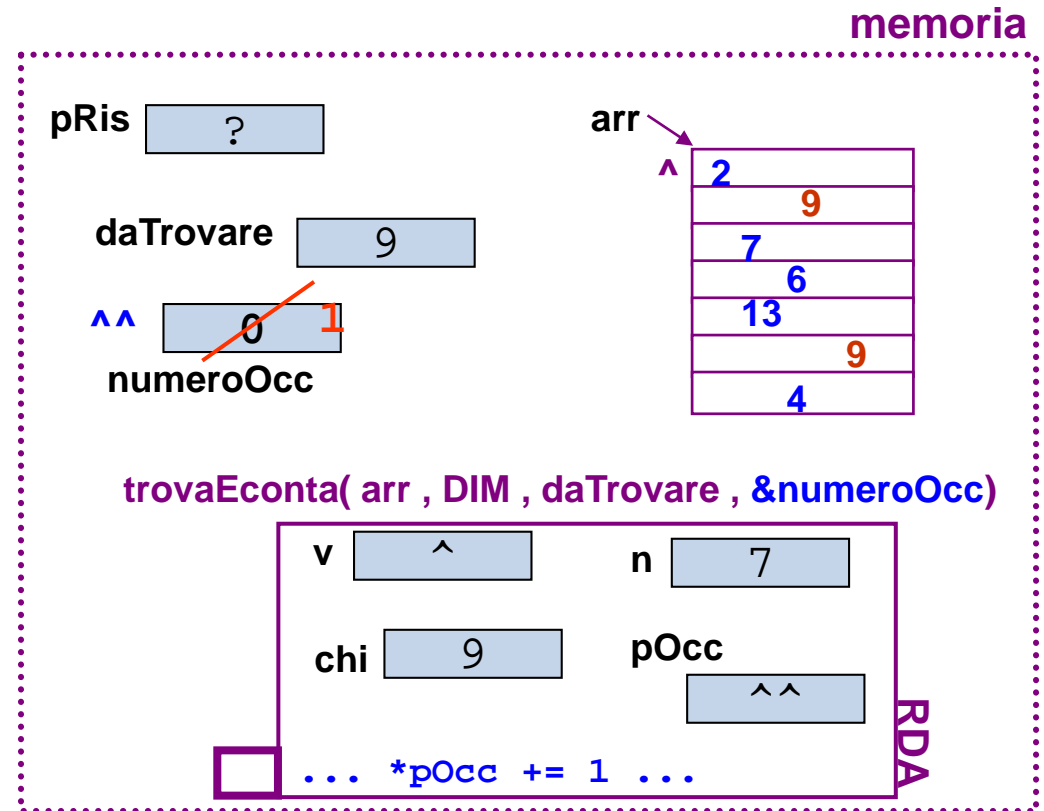 memoria
pRis ?
arr
^ 2
9
daTrovare 9
7
6
^^ 0 1
13
numeroOcc
9
4
trovaEconta( arr , DIM , daTrovare , &numeroOcc)
v ^ n 7
chi 9 pOcc
^^
RDA
... *pOcc += 1 ...